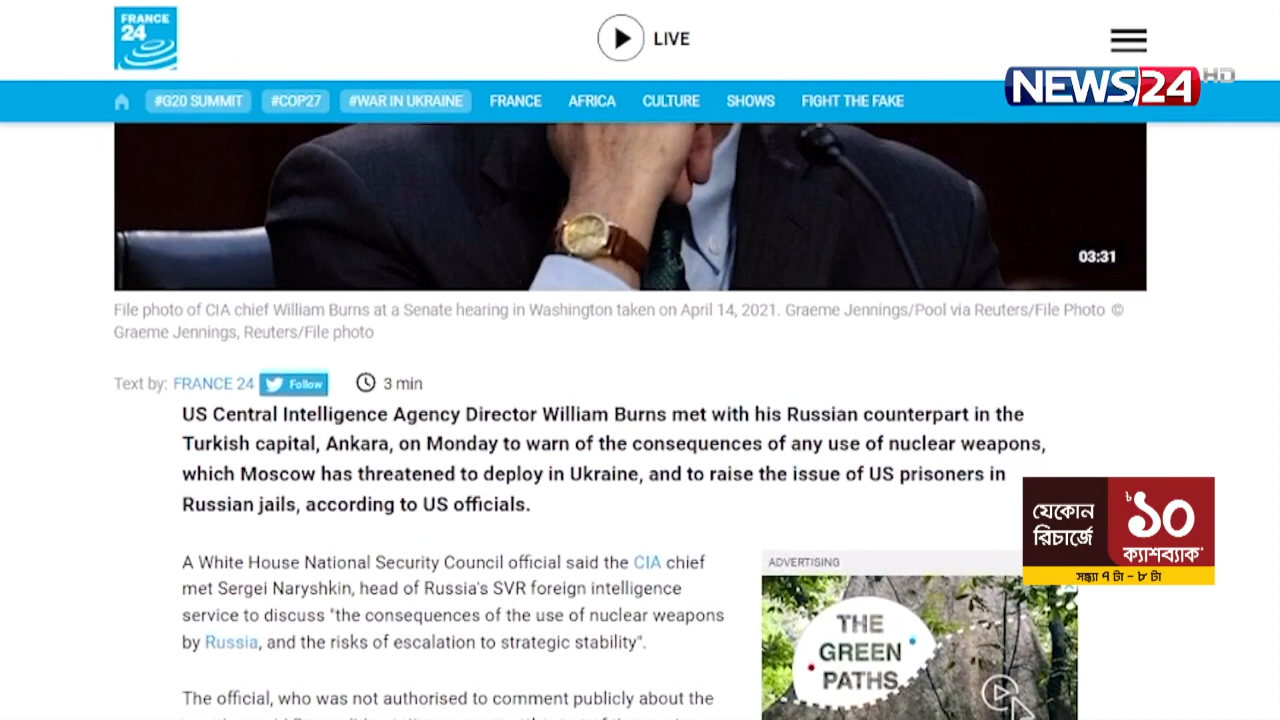 FRANCE
24
LIVE
NEWS|24 HD
#G20 SUMMIT #COP27 #WAR IN UKRAINE FRANCE AFRICA CULTURE SHOWS FIGHT THE FAKE
03:31
File photo of CIA chief William Burns at a Senate hearing in Washington taken on April 14, 2021. Graeme Jennings/Pool via Reuters/File Photo ©
Graeme Jennings, Reuters/File photo
Text by: FRANCE 24 Follow 3 min
US Central Intelligence Agency Director William Burns met with his Russian counterpart in the
Turkish capital, Ankara, on Monday to warn of the consequences of any use of nuclear weapons,
which Moscow has threatened to deploy in Ukraine, and to raise the issue of US prisoners in
Russian jails, according to US officials.
যেকোন
রিচার্জে
৳১০
ক্যাশব্যাক*
সন্ধ্যা ৭ টা - ৮ টা
A White House National Security Council official said the CIA chief
met Sergei Naryshkin, head of Russia's SVR foreign intelligence
service to discuss "the consequences of the use of nuclear weapons
by Russia, and the risks of escalation to strategic stability".
ADVERTISING
THE
GREEN
PATHS
The official, who was not authorised to comment publicly about the